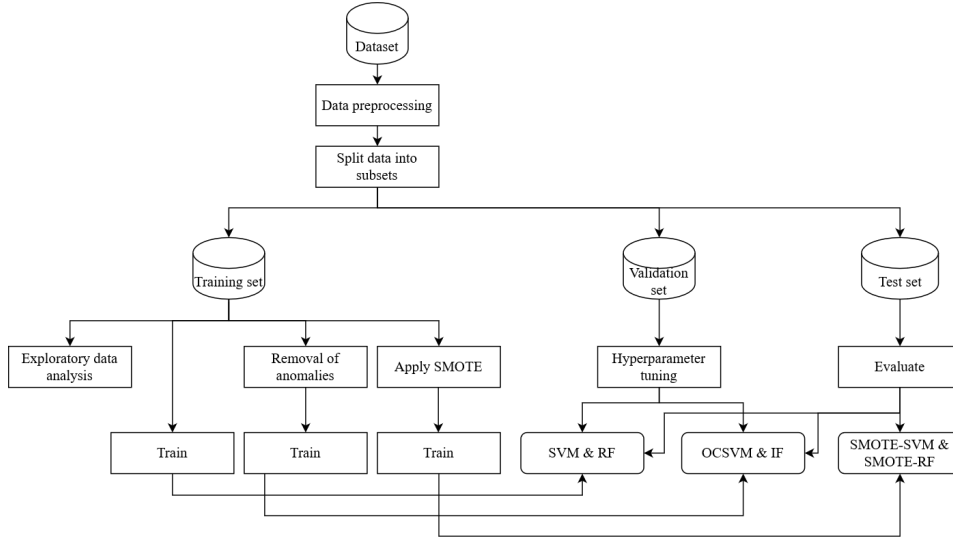 Dataset
Data preprocessing
Split data into
subsets
Training set
Validation
set
Test set
Exploratory data
analysis
Removal of
anomalies
Apply SMOTE
Hyperparameter
tuning
Evaluate
Train
Train
Train
SVM & RF
OCSVM & IF
SMOTE-SVM &
SMOTE-RF